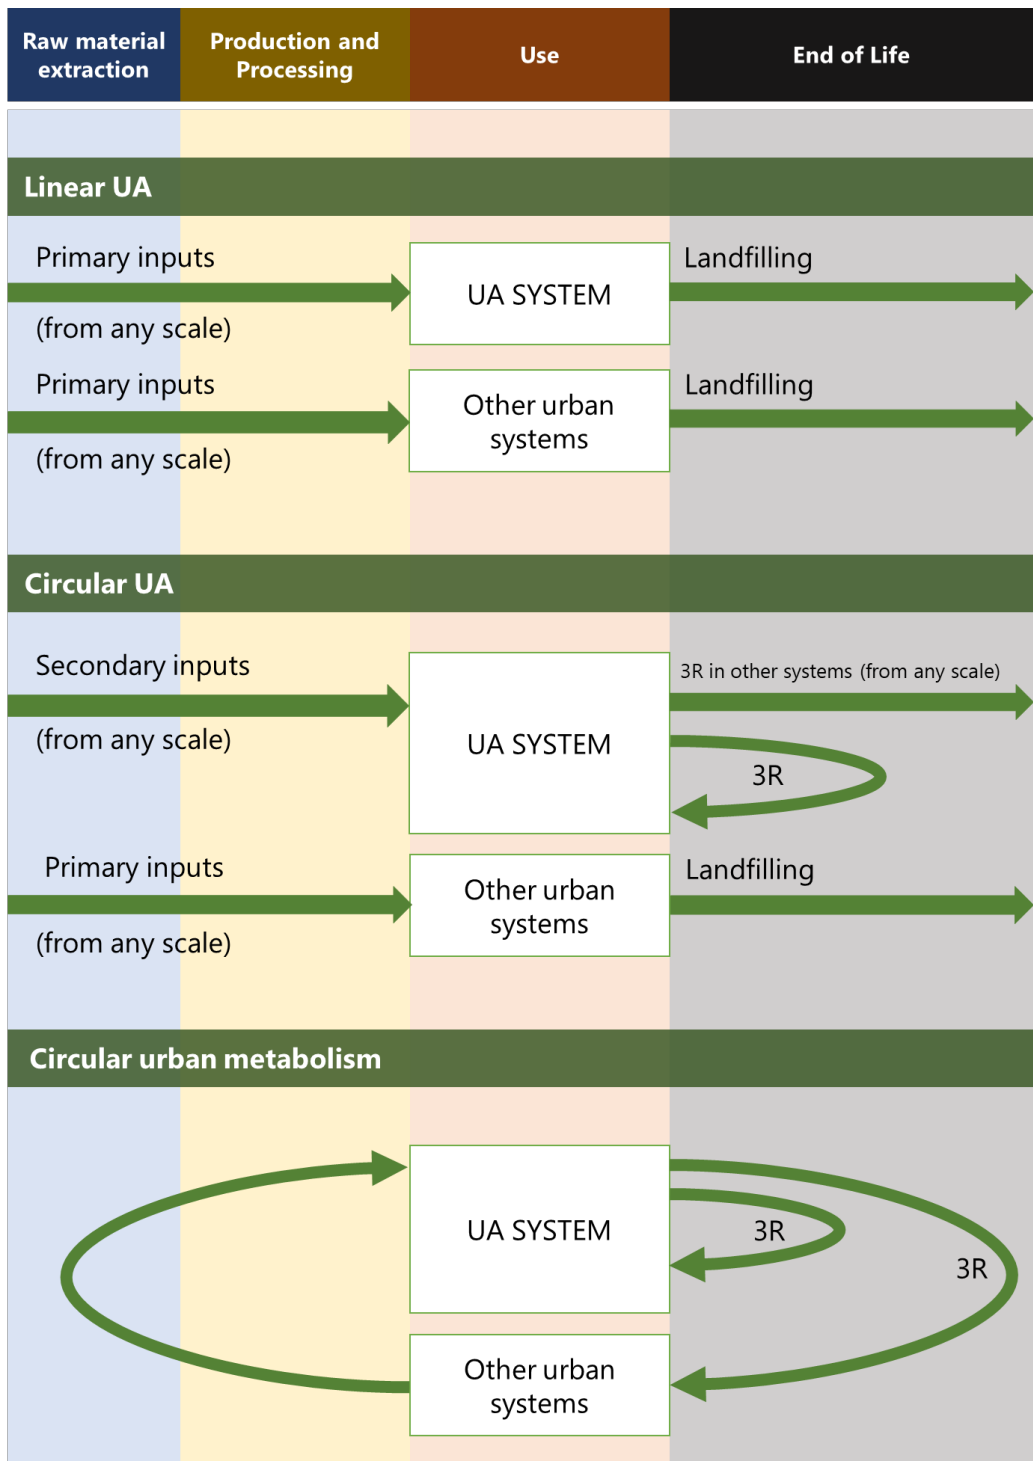 Raw material
extraction
Production and
Processing
Use
End of Life
Linear UA
Primary inputs
(from any scale)
UA SYSTEM
Landfilling
Primary inputs
(from any scale)
Other urban
systems
Landfilling
Circular UA
Secondary inputs
(from any scale)
UA SYSTEM
3R in other systems (from any scale)
3R
Primary inputs
(from any scale)
Other urban
systems
Landfilling
Circular urban metabolism
UA SYSTEM
3R
3R
Other urban
systems